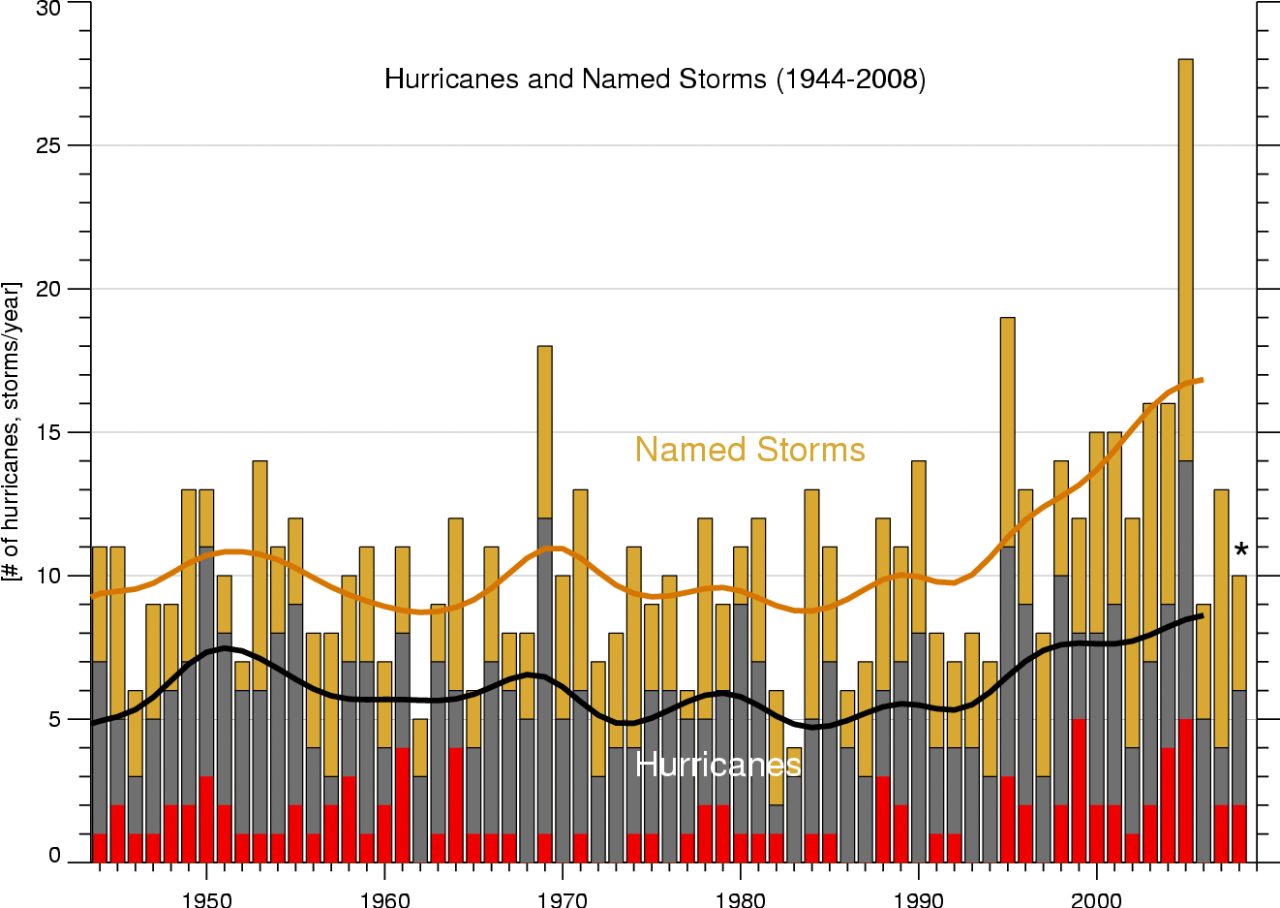 30
Hurricanes and Named Storms (1944-2008)
25
20
[# of hurricanes, storms/year]
15
Named Storms
10
*
5
Hurricanes
0
1950 1960 1970 1980 1990 2000